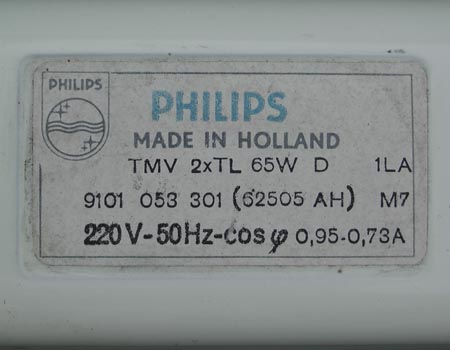 PHILIPS
PHILIPS
MADE IN HOLLAND
TMV 2xTL 65W D 1LA
9101 053 301 (62505 AH) M7
220V-50Hz-cos φ 0,95-0,73A